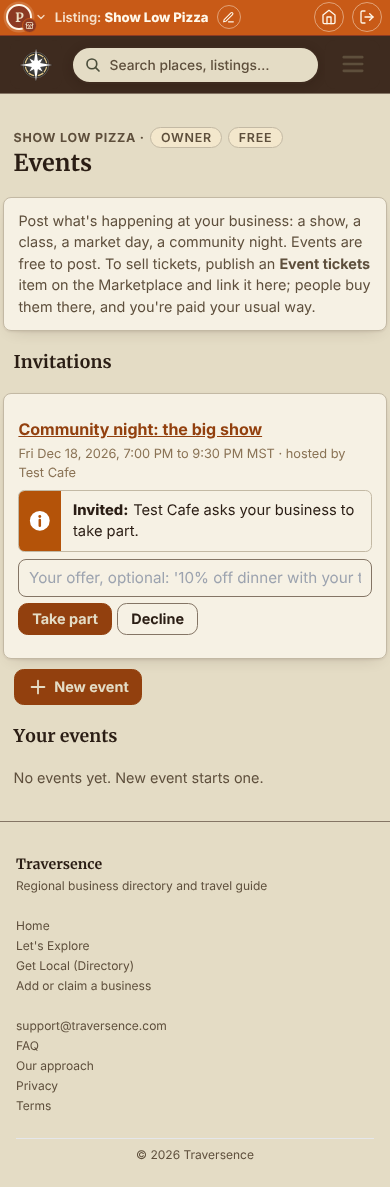 P
Listing: Show Low Pizza
Search places, listings...
SHOW LOW PIZZA · OWNER FREE
Events
Post what's happening at your business: a show, a
class, a market day, a community night. Events are
free to post. To sell tickets, publish an Event tickets
item on the Marketplace and link it here; people buy
them there, and you're paid your usual way.
Invitations
Community night: the big show
Fri Dec 18, 2026, 7:00 PM to 9:30 PM MST · hosted by
Test Cafe
Invited: Test Cafe asks your business to
take part.
Your offer, optional: '10% off dinner with your t
Take part Decline
New event
Your events
No events yet. New event starts one.
Traversence
Regional business directory and travel guide
Home
Let's Explore
Get Local (Directory)
Add or claim a business
support@traversence.com
FAQ
Our approach
Privacy
Terms
© 2026 Traversence